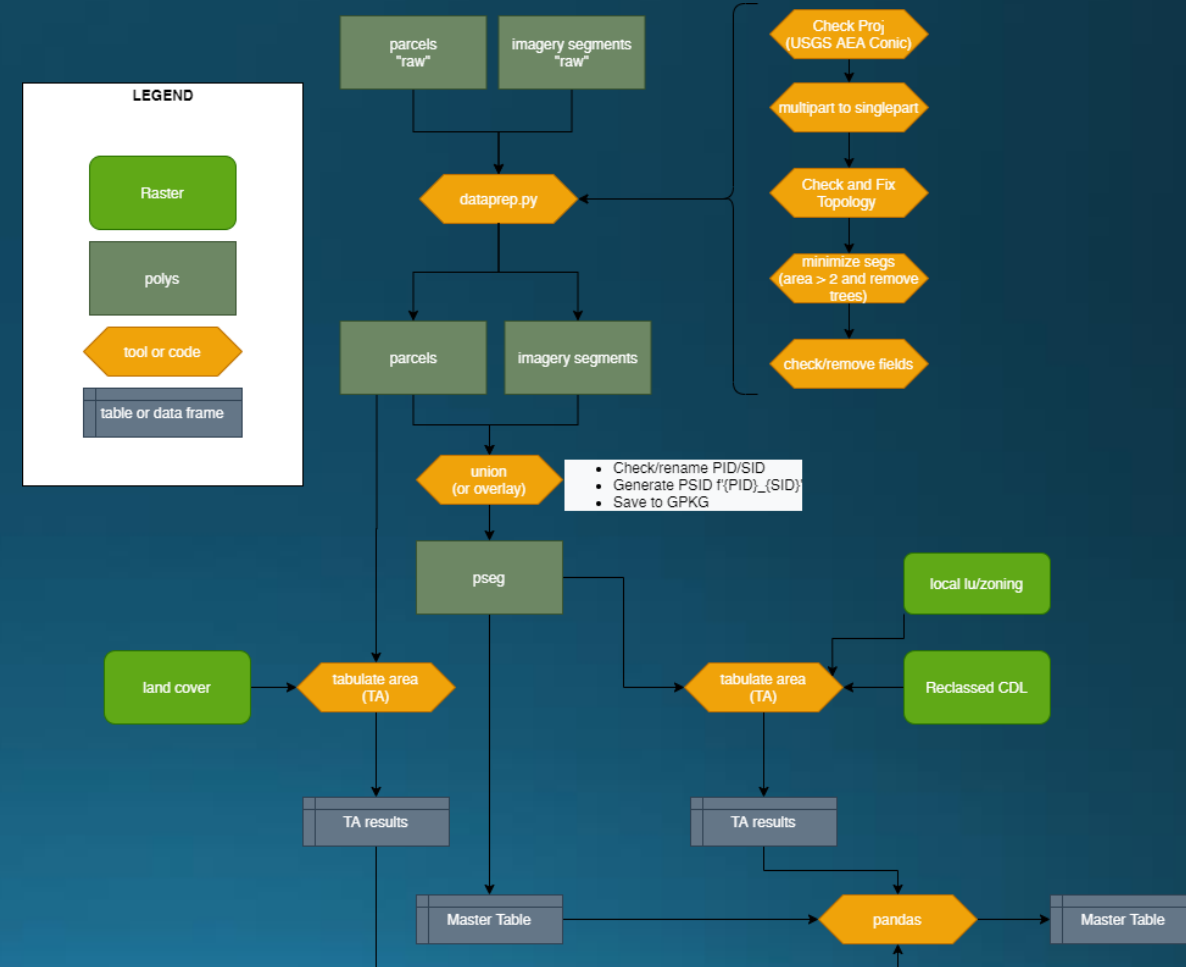 parcels
"raw"
imagery segments
"raw"
Check Proj
(USGS AEA Conic)
LEGEND
multipart to singlepart
Raster
dataprep.py
Check and Fix
Topology
polys
minimize segs
(area > 2 and remove
trees)
tool or code
parcels
imagery segments
check/remove fields
table or data frame
union
(or overlay)
• Check/rename PID/SID
• Generate PSID f'{PID}_{SID}'
• Save to GPKG
pseg
local lu/zoning
land cover
tabulate area
(TA)
tabulate area
(TA)
Reclassed CDL
TA results
TA results
Master Table
pandas
Master Table